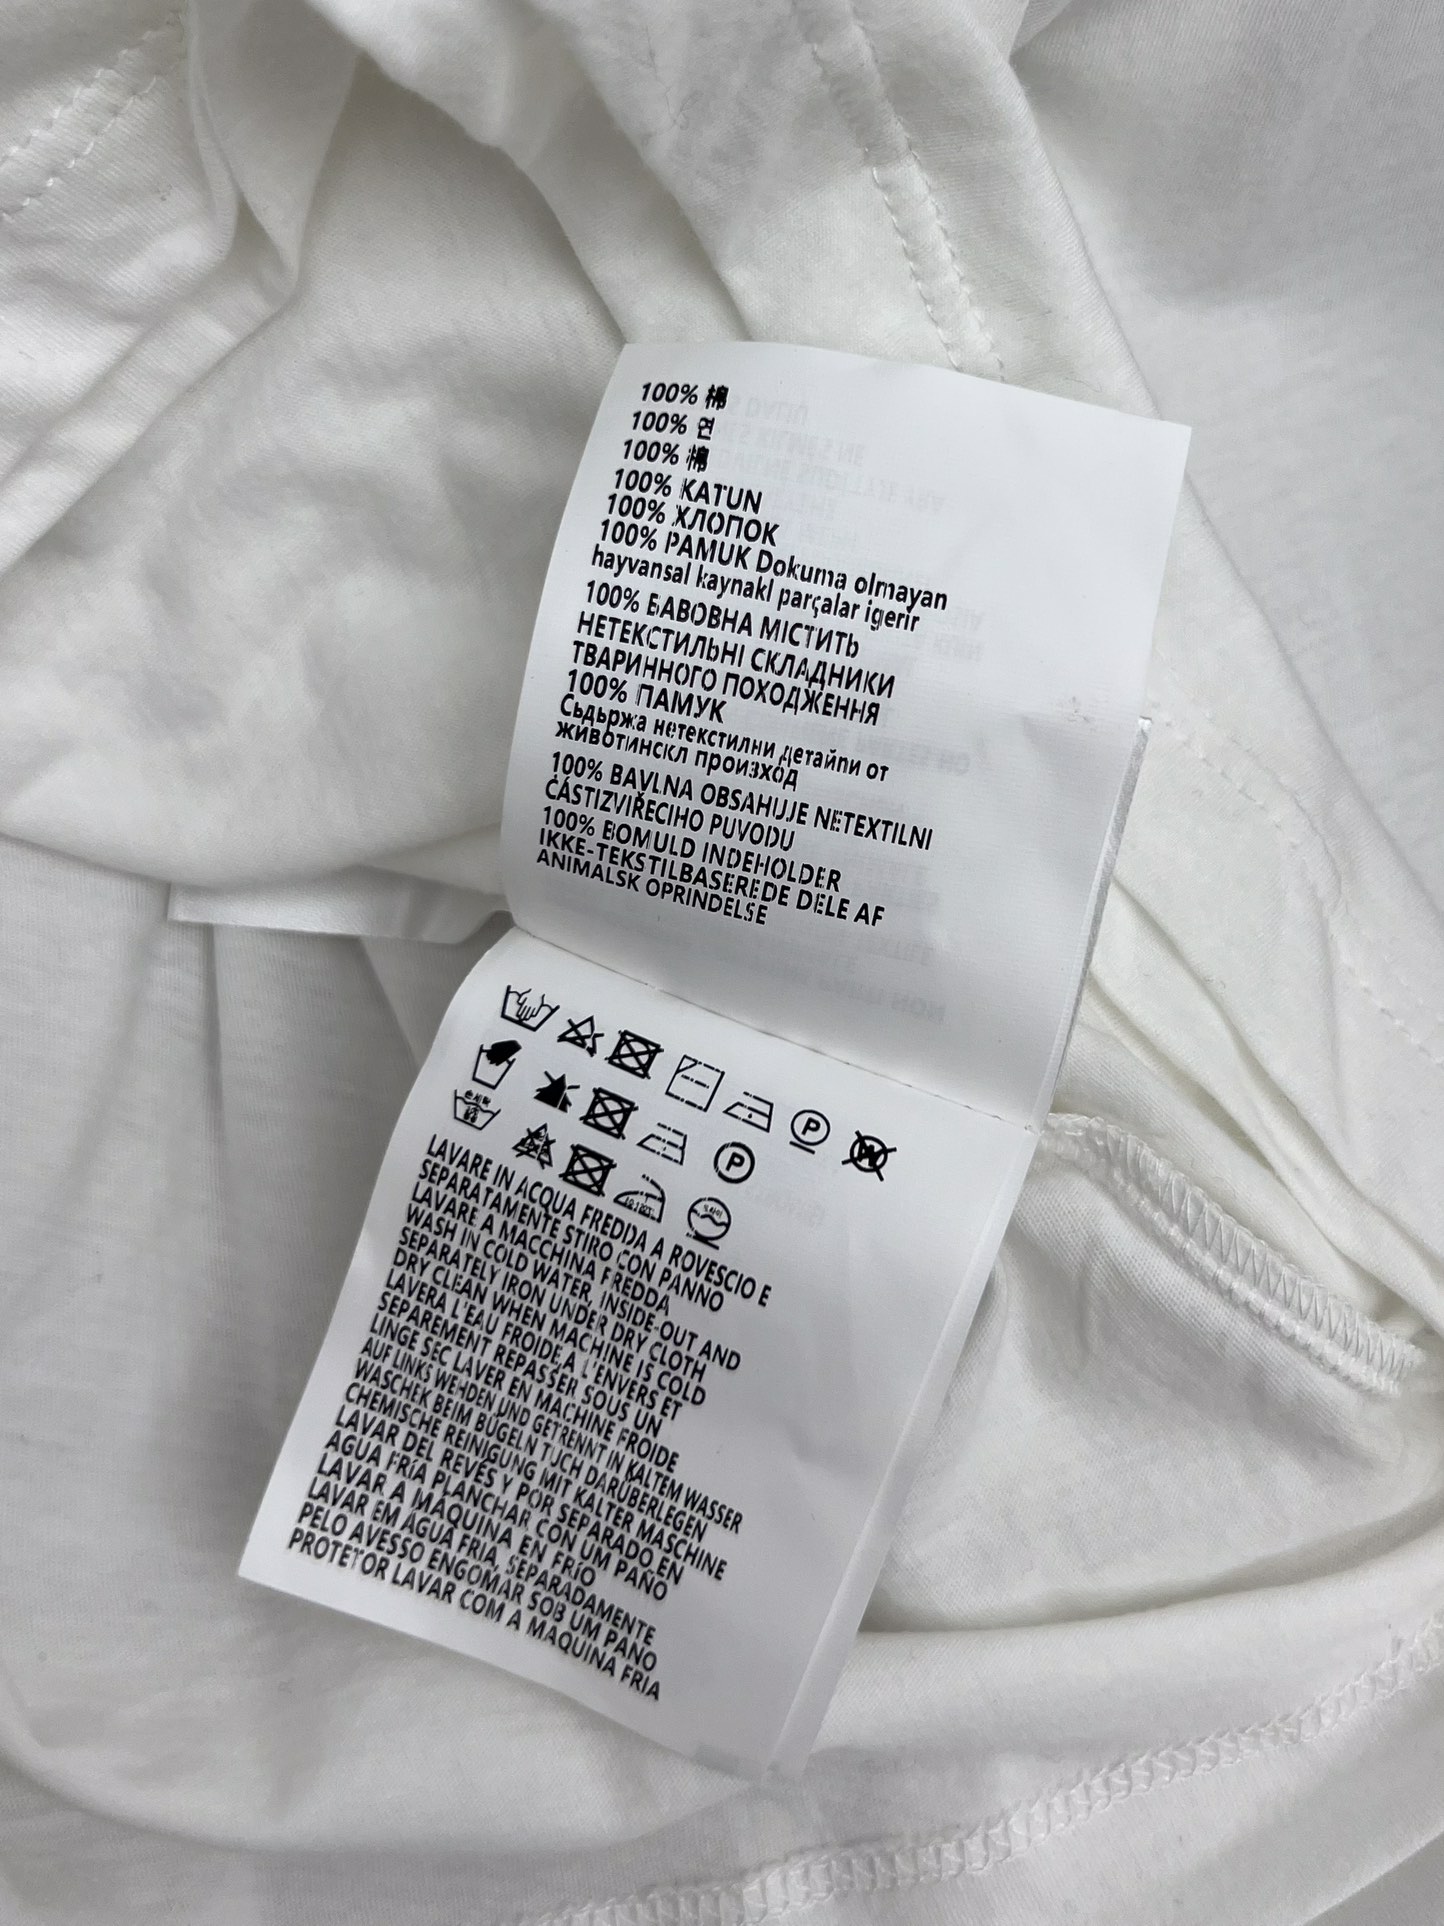 100% 棉
100% 면
100% 棉
100% KATUN
100% ХЛОПОК
100% PAMUK Dokuma olmayan
hayvansal kaynakl parçalar igerir
100% БАВОВНА МІСТИТЬ
НЕТЕКСТИЛЬНІ СКЛАДНИКИ
ТВАРИННОГО ПОХОДЖЕННЯ
100% ПАМУК
Съдържа нетекстилни детайпи от
животинскл произход
100% BAVLNA OBSAHUJE NETEXTILNI
ČÁSTIZVIŘECIHO PUVODU
100% BOMULD INDEHOLDER
IKKE-TEKSTILBASEREDE DELE AF
ANIMALSK OPRINDELSE
P
P
LAVARE IN ACQUA FREDDA A ROVESCIO E
SEPARATAMENTE STIRO CON PANNO
LAVARE A MACCHINA FREDDA
WASH IN COLD WATER, INSIDE-OUT AND
SEPARATELY IRON UNDER DRY CLOTH
DRY CLEAN WHEN MACHINE IS COLD
LAVERA L'EAU FROIDE,A L'ENVERS ET
SEPAREMENT REPASSER SOUS UN
LINGE SEC LAVER EN MACHINE FROIDE
AUF LINKS WEHDEN UND GETRENNT IN KALTEM WASSER
WASCHEK BEIM BÜGELN TUCH DARÜBERLEGEN
CHEMISCHE REINIGUNG MIT KALTER MASCHINE
LAVAR DEL REVÉS Y POR SEPARADO EN
AGUA FRÍA PLANCHAR CON UM PAÑO
LAVAR A MÁQUINA EN FRÍO
LAVAR EM ÁGUA FRIA, SEPARADAMENTE
PELO AVESSO ENGOMAR SOB UM PANO
PROTETOR LAVAR COM A MAQUINA FRIA